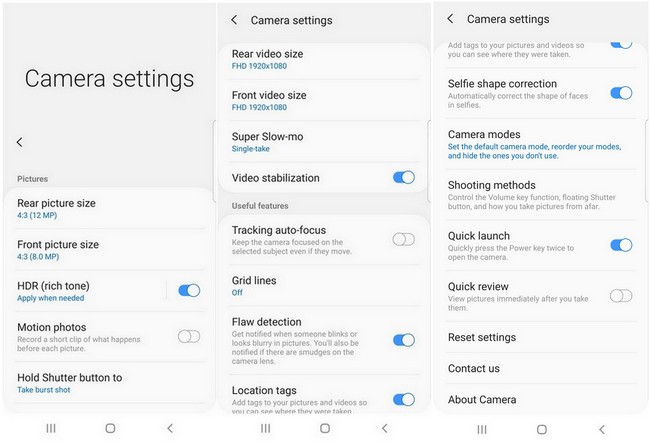 Camera settings
Pictures
Rear picture size
4:3 (12 MP)
Front picture size
4:3 (8.0 MP)
HDR (rich tone)
Apply when needed
Motion photos
Record a short clip of what happens
before each picture.
Hold Shutter button to
Take burst shot
Camera settings
Rear video size
FHD 1920x1080
Front video size
FHD 1920x1080
Super Slow-mo
Single-take
Video stabilization
Useful features
Tracking auto-focus
Keep the camera focused on the
selected subject even if they move.
Grid lines
Off
Flaw detection
Get notified when someone blinks or
looks blurry in pictures. You'll also be
notified if there are smudges on the
camera lens.
Location tags
Add tags to your pictures and videos so
you can see where they were taken.
Camera settings
Add tags to your pictures and videos so
you can see where they were taken.
Selfie shape correction
Automatically correct the shape of faces
in selfies.
Camera modes
Set the default camera mode, reorder your modes,
and hide the ones you don't use.
Shooting methods
Control the Volume key function, floating Shutter
button, and how you take pictures from afar.
Quick launch
Quickly press the Power key twice to
open the camera.
Quick review
View pictures immediately after you take
them.
Reset settings
Contact us
About Camera